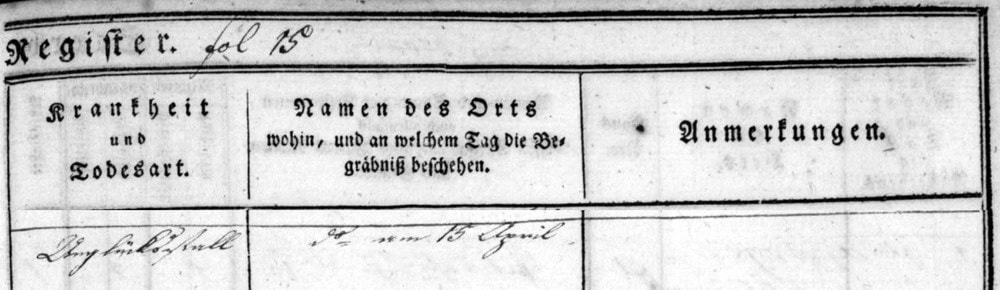 Register. fol 15
Krankheit
und
Todesart.
Namen des Orts
wohin, und an welchem Tag die Be-
gräbniß beschehen.
Anmerkungen.
Unglücksfall
do am 15 April